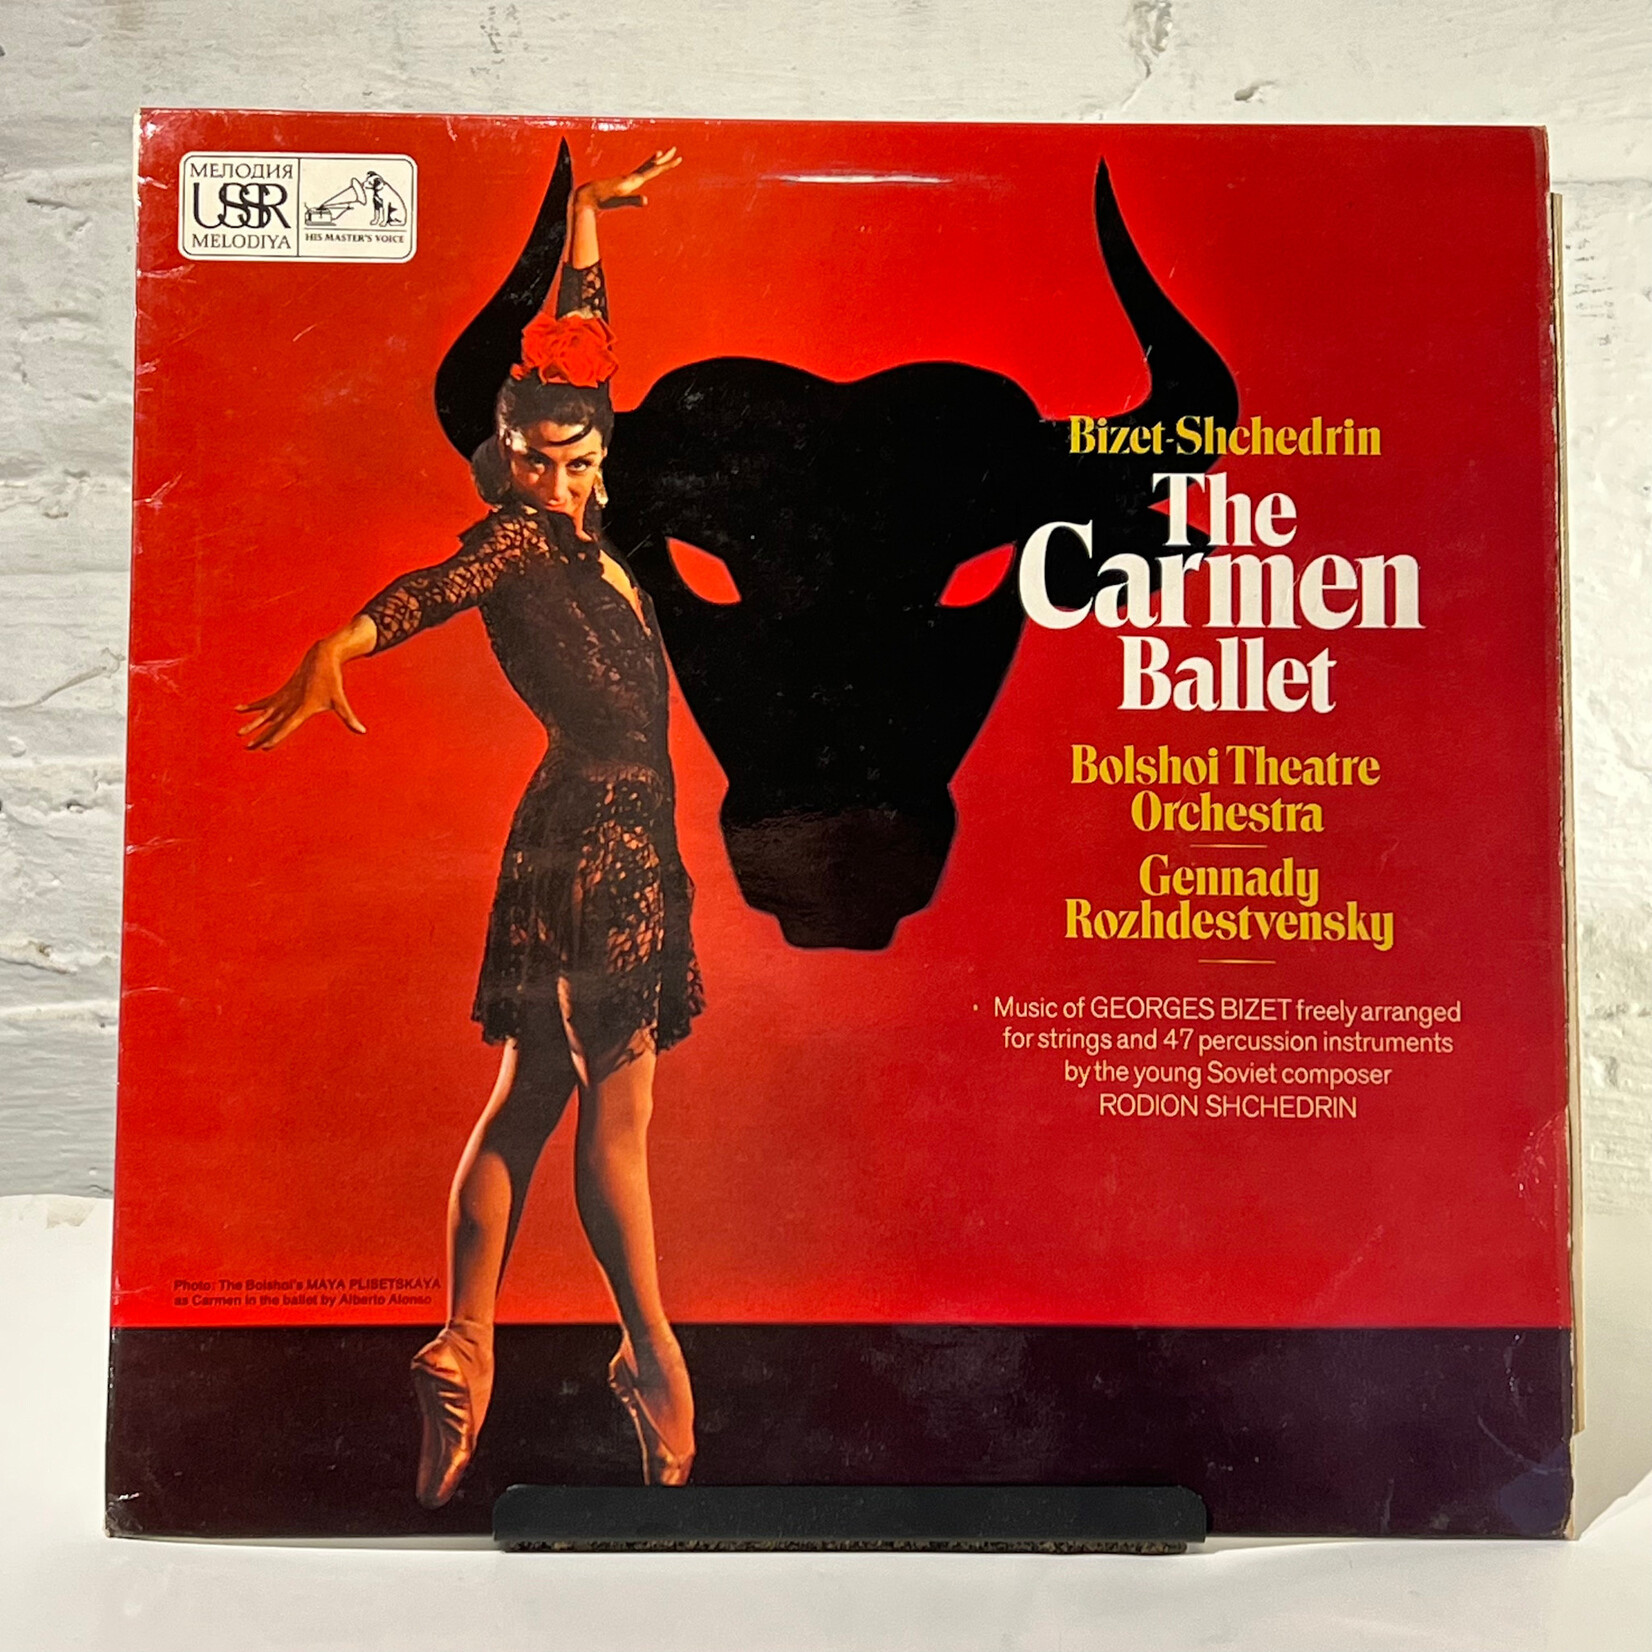 МЕЛОДИЯ
USSR
MELODIYA
HIS MASTER'S VOICE
Bizet-Shchedrin
The
Carmen
Ballet
Bolshoi Theatre
Orchestra
Gennady
Rozhdestvensky
Music of GEORGES BIZET freely arranged
for strings and 47 percussion instruments
by the young Soviet composer
RODION SHCHEDRIN
Photo: The Bolshoi's MAYA PLISETSKAYA
as Carmen in the ballet by Alberto Alonso